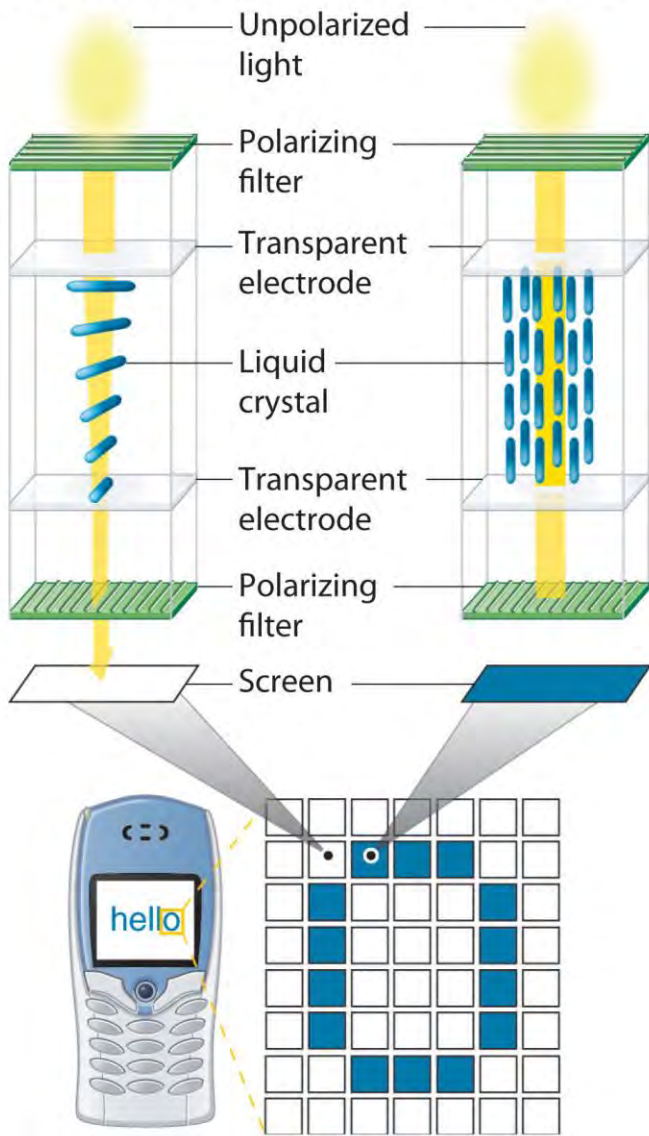 Unpolarized
light
Polarizing
filter
Transparent
electrode
Liquid
crystal
Transparent
electrode
Polarizing
filter
Screen
hello